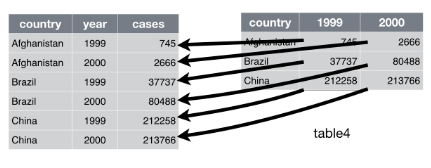 country year cases
Afghanistan 1999 745
Afghanistan 2000 2666
Brazil 1999 37737
Brazil 2000 80488
China 1999 212258
China 2000 213766
country 1999 2000
Afghanistan 745 2666
Brazil 37737 80488
China 212258 213766
table4